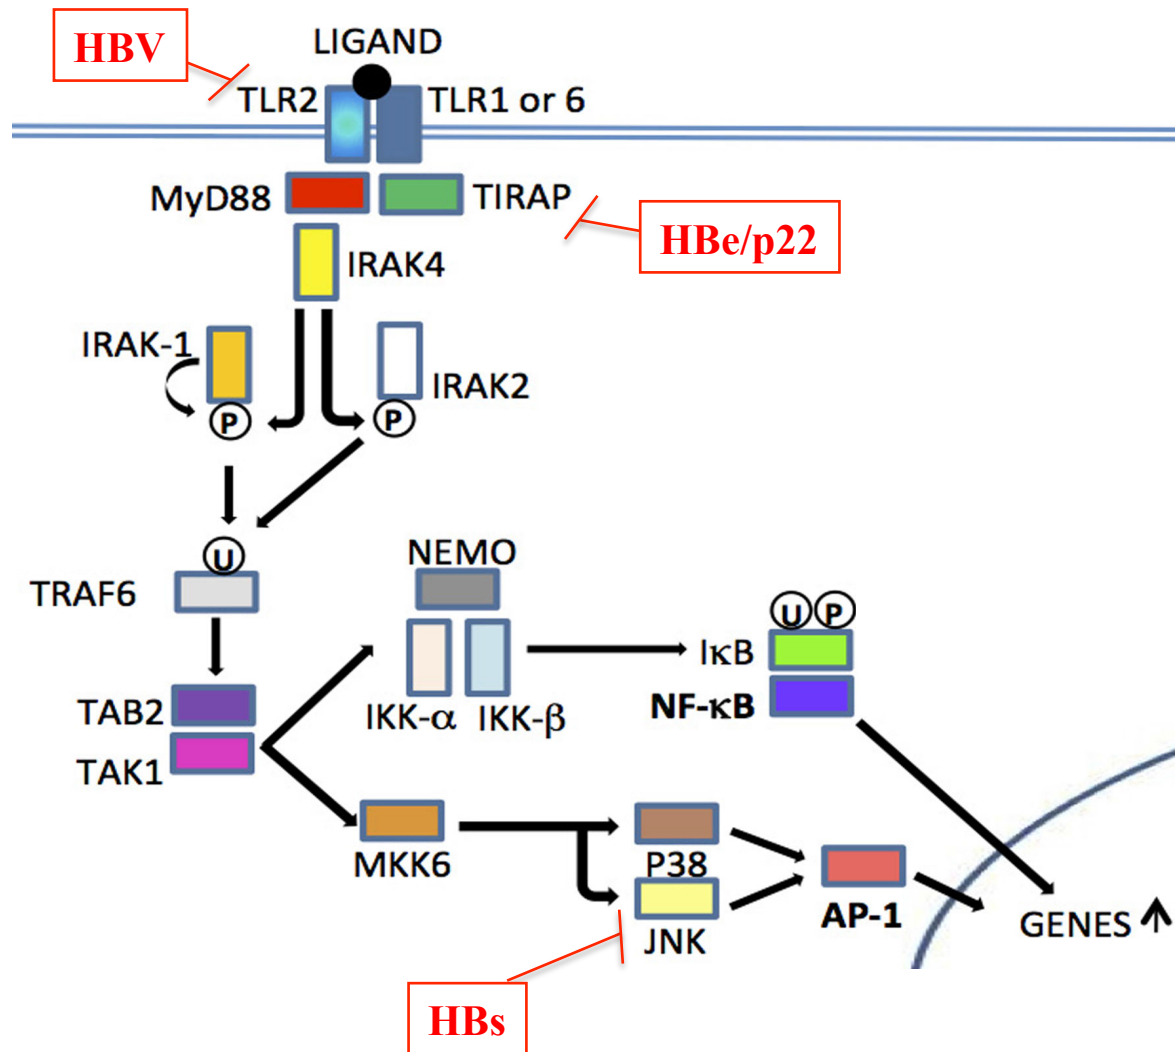 HBV
LIGAND
TLR2
TLR1 or 6
MyD88
TIRAP
HBe/p22
IRAK4
IRAK-1
IRAK2
P
P
U
NEMO
TRAF6
U P
IκB
TAB2
IKK-α
IKK-β
NF-κB
TAK1
MKK6
P38
AP-1
GENES
JNK
HBs